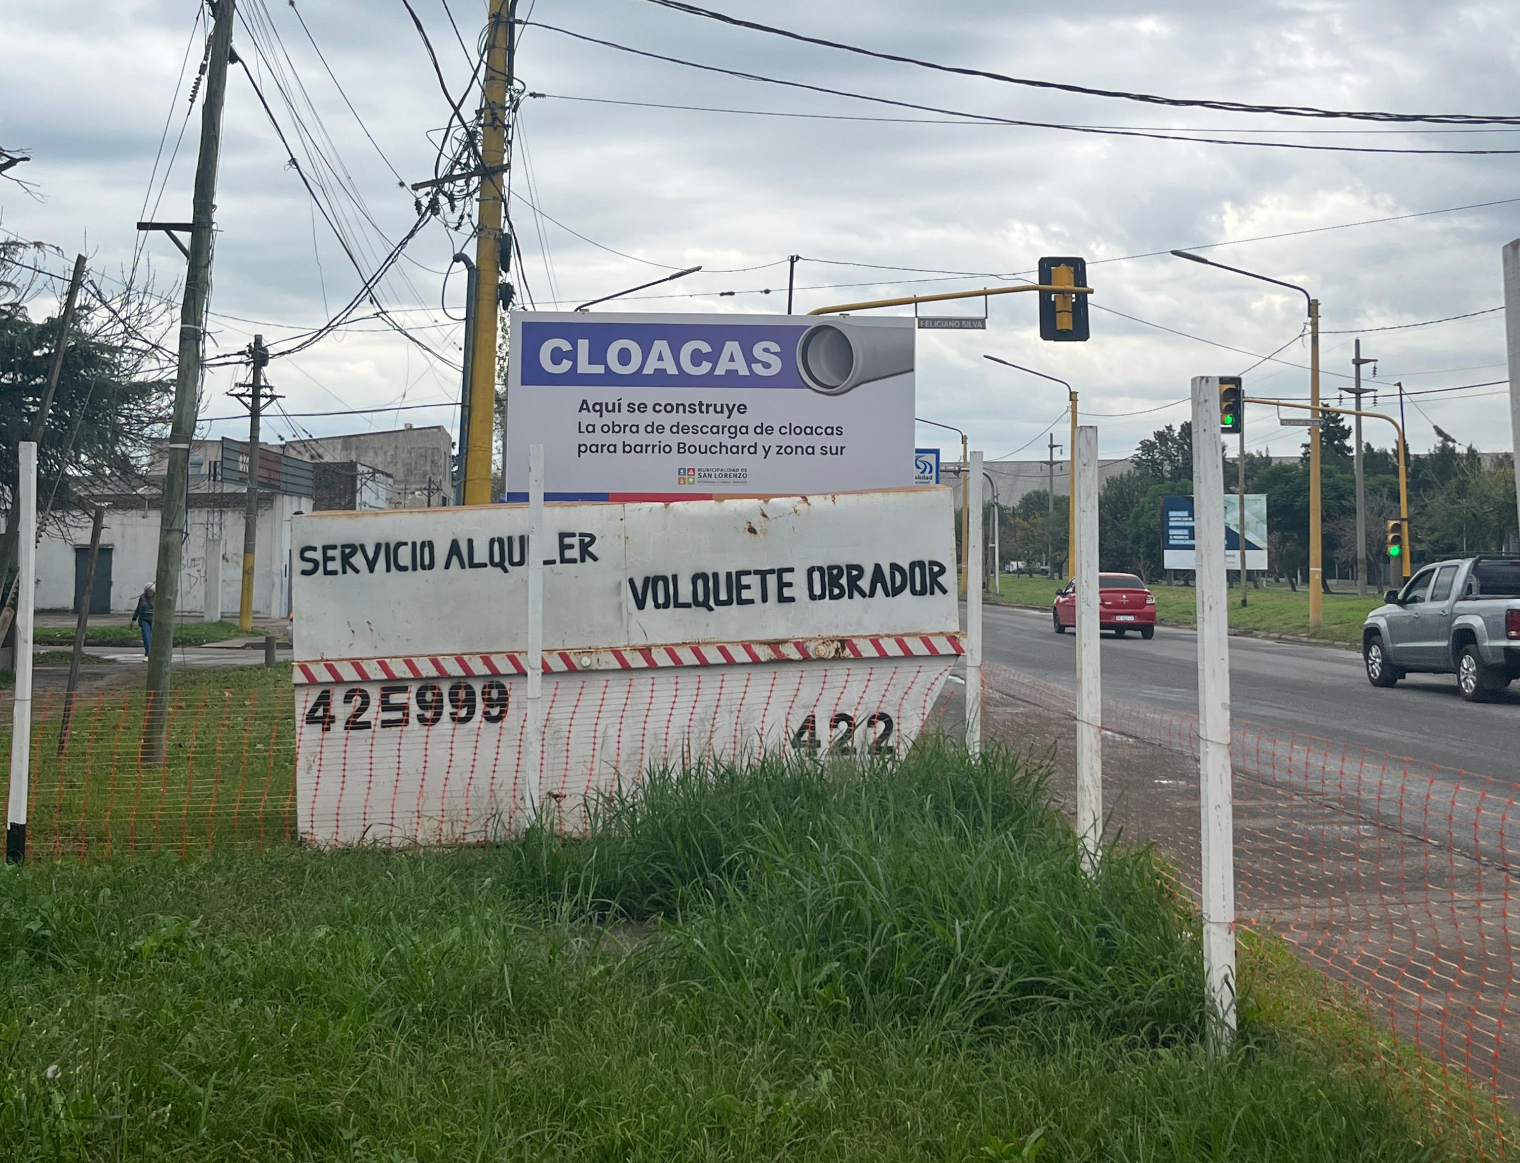 FELICIANO SILVA
CLOACAS
Aquí se construye
La obra de descarga de cloacas
para barrio Bouchard y zona sur
MUNICIPALIDAD DE
SAN LORENZO
SERVICIO ALQUILER
VOLQUETE OBRADOR
425999
422